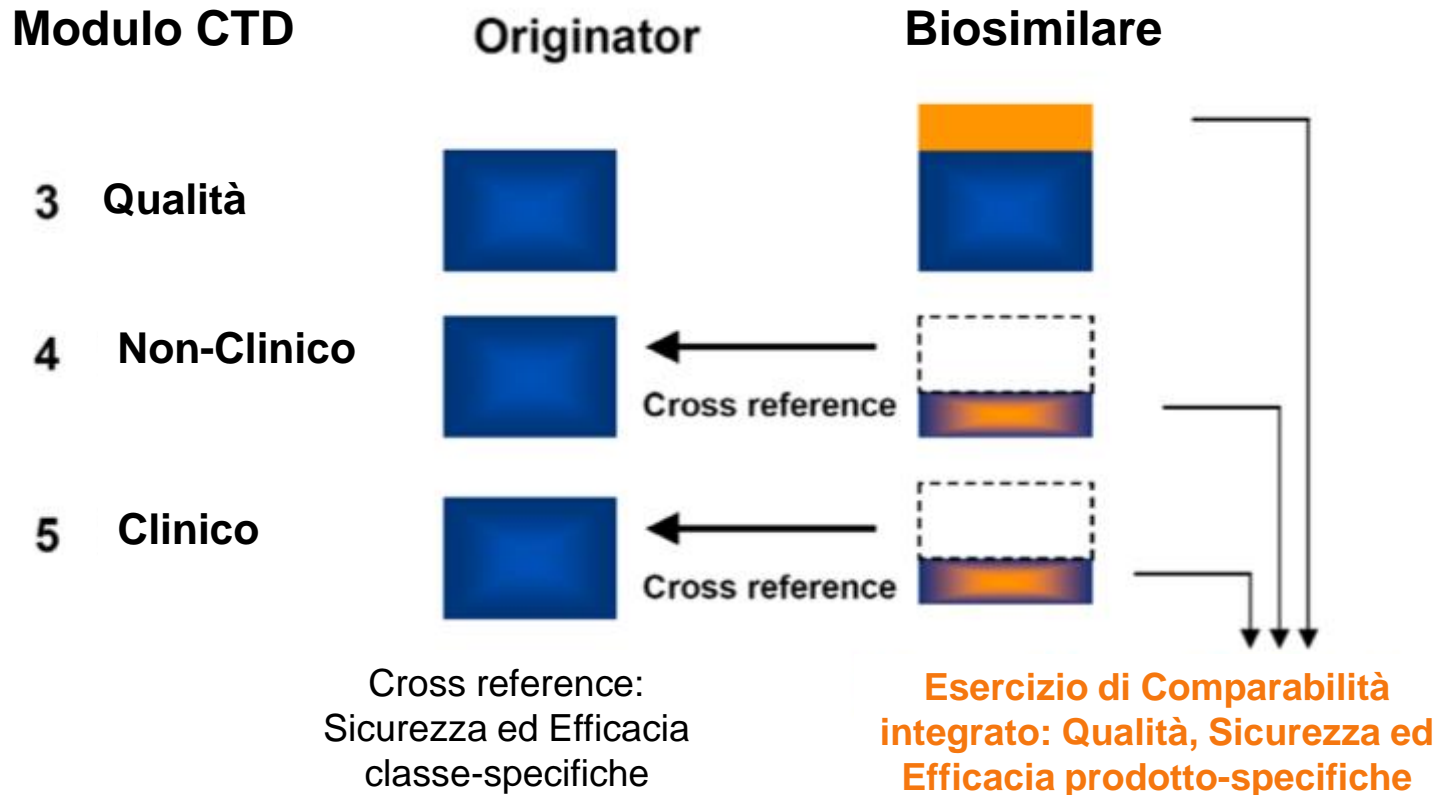 Modulo CTD
Originator
Biosimilare
3 Qualità
4 Non-Clinico
Cross reference
5 Clinico
Cross reference
Cross reference:
Sicurezza ed Efficacia
classe-specifiche
Esercizio di Comparabilità
integrato: Qualità, Sicurezza ed
Efficacia prodotto-specifiche